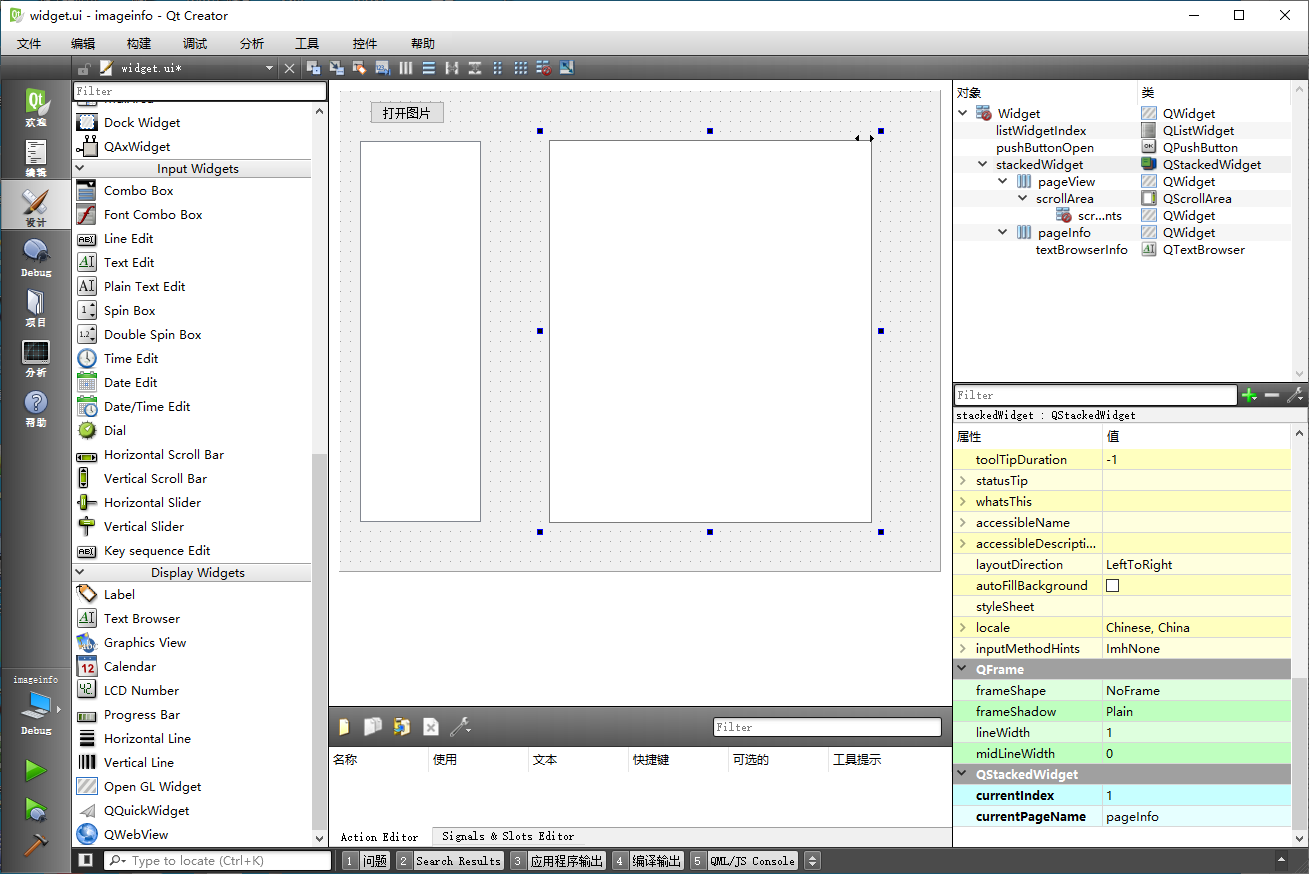 widget.ui - imageinfo - Qt Creator
文件 编辑 构建 调试 分析 工具 控件 帮助
widget.ui*
欢迎
编辑
设计
Debug
项目
分析
帮助
imageinfo
Debug
Filter
Dock Widget
QAxWidget
Input Widgets
Combo Box
Font Combo Box
Line Edit
Text Edit
Plain Text Edit
Spin Box
Double Spin Box
Time Edit
Date Edit
Date/Time Edit
Dial
Horizontal Scroll Bar
Vertical Scroll Bar
Horizontal Slider
Vertical Slider
Key sequence Edit
Display Widgets
Label
Text Browser
Graphics View
Calendar
LCD Number
Progress Bar
Horizontal Line
Vertical Line
Open GL Widget
QQuickWidget
QWebView
打开图片
Filter
名称 使用 文本 快捷键 可选的 工具提示
Action Editor Signals & Slots Editor
对象 类
Widget QWidget
listWidgetIndex QListWidget
pushButtonOpen QPushButton
stackedWidget QStackedWidget
pageView QWidget
scrollArea QScrollArea
scr...nts QWidget
pageInfo QWidget
textBrowserInfo QTextBrowser
Filter
stackedWidget : QStackedWidget
属性 值
toolTipDuration -1
statusTip
whatsThis
accessibleName
accessibleDescripti...
layoutDirection LeftToRight
autoFillBackground
styleSheet
locale Chinese, China
inputMethodHints ImhNone
QFrame
frameShape NoFrame
frameShadow Plain
lineWidth 1
midLineWidth 0
QStackedWidget
currentIndex 1
currentPageName pageInfo
Type to locate (Ctrl+K) 1 问题 2 Search Results 3 应用程序输出 4 编译输出 5 QML/JS Console